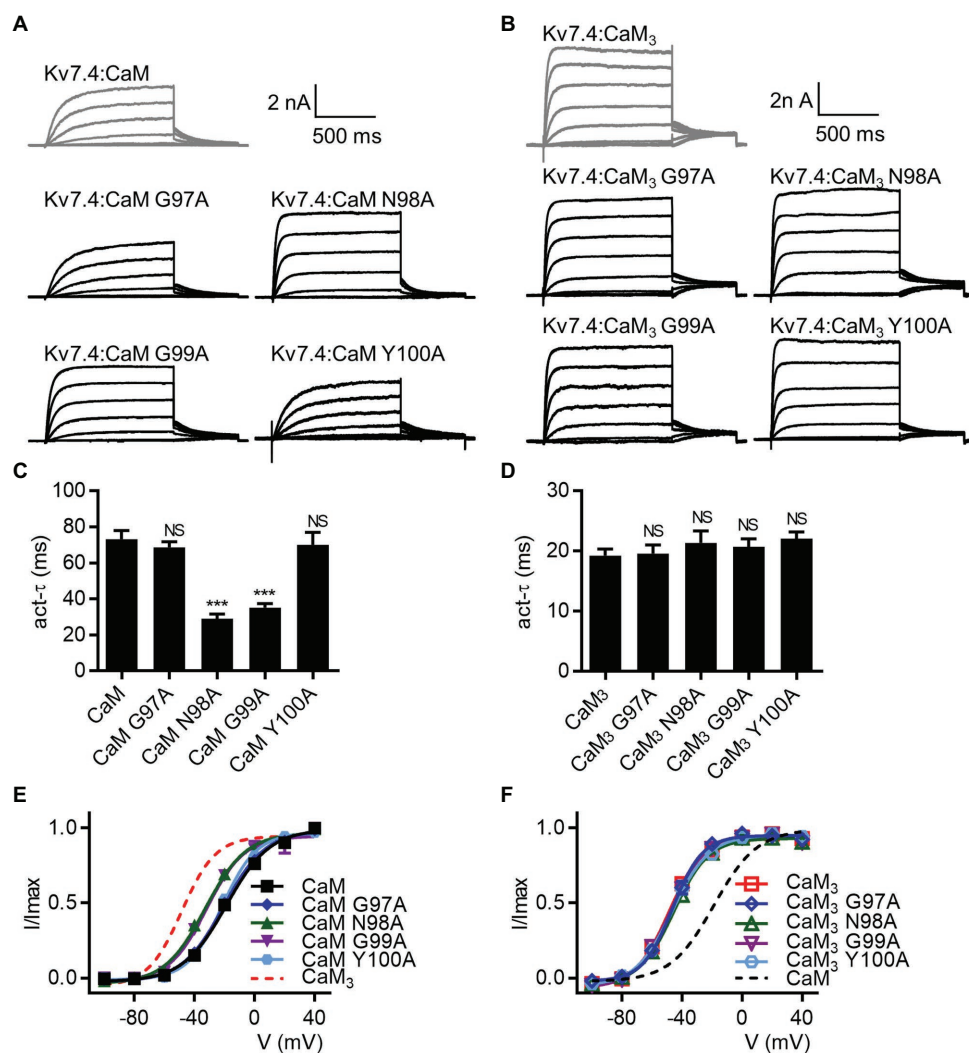 A
Kv7.4:CaM
2 nA
500 ms
Kv7.4:CaM G97A
Kv7.4:CaM N98A
Kv7.4:CaM G99A
Kv7.4:CaM Y100A
B
Kv7.4:CaM₃
2n A
500 ms
Kv7.4:CaM₃ G97A
Kv7.4:CaM₃ N98A
Kv7.4:CaM₃ G99A
Kv7.4:CaM₃ Y100A
C
100
80
60
40
20
0
act-τ (ms)
NS
***
***
NS
CaM
CaM G97A
CaM N98A
CaM G99A
CaM Y100A
D
30
20
10
0
act-τ (ms)
NS
NS
NS
NS
CaM₃
CaM₃ G97A
CaM₃ N98A
CaM₃ G99A
CaM₃ Y100A
E
1.0
0.5
0.0
I/Imax
-80
-40
0
40
V (mV)
CaM
CaM G97A
CaM N98A
CaM G99A
CaM Y100A
CaM₃
F
1.0
0.5
0.0
I/Imax
-80
-40
0
40
V (mV)
CaM₃
CaM₃ G97A
CaM₃ N98A
CaM₃ G99A
CaM₃ Y100A
CaM